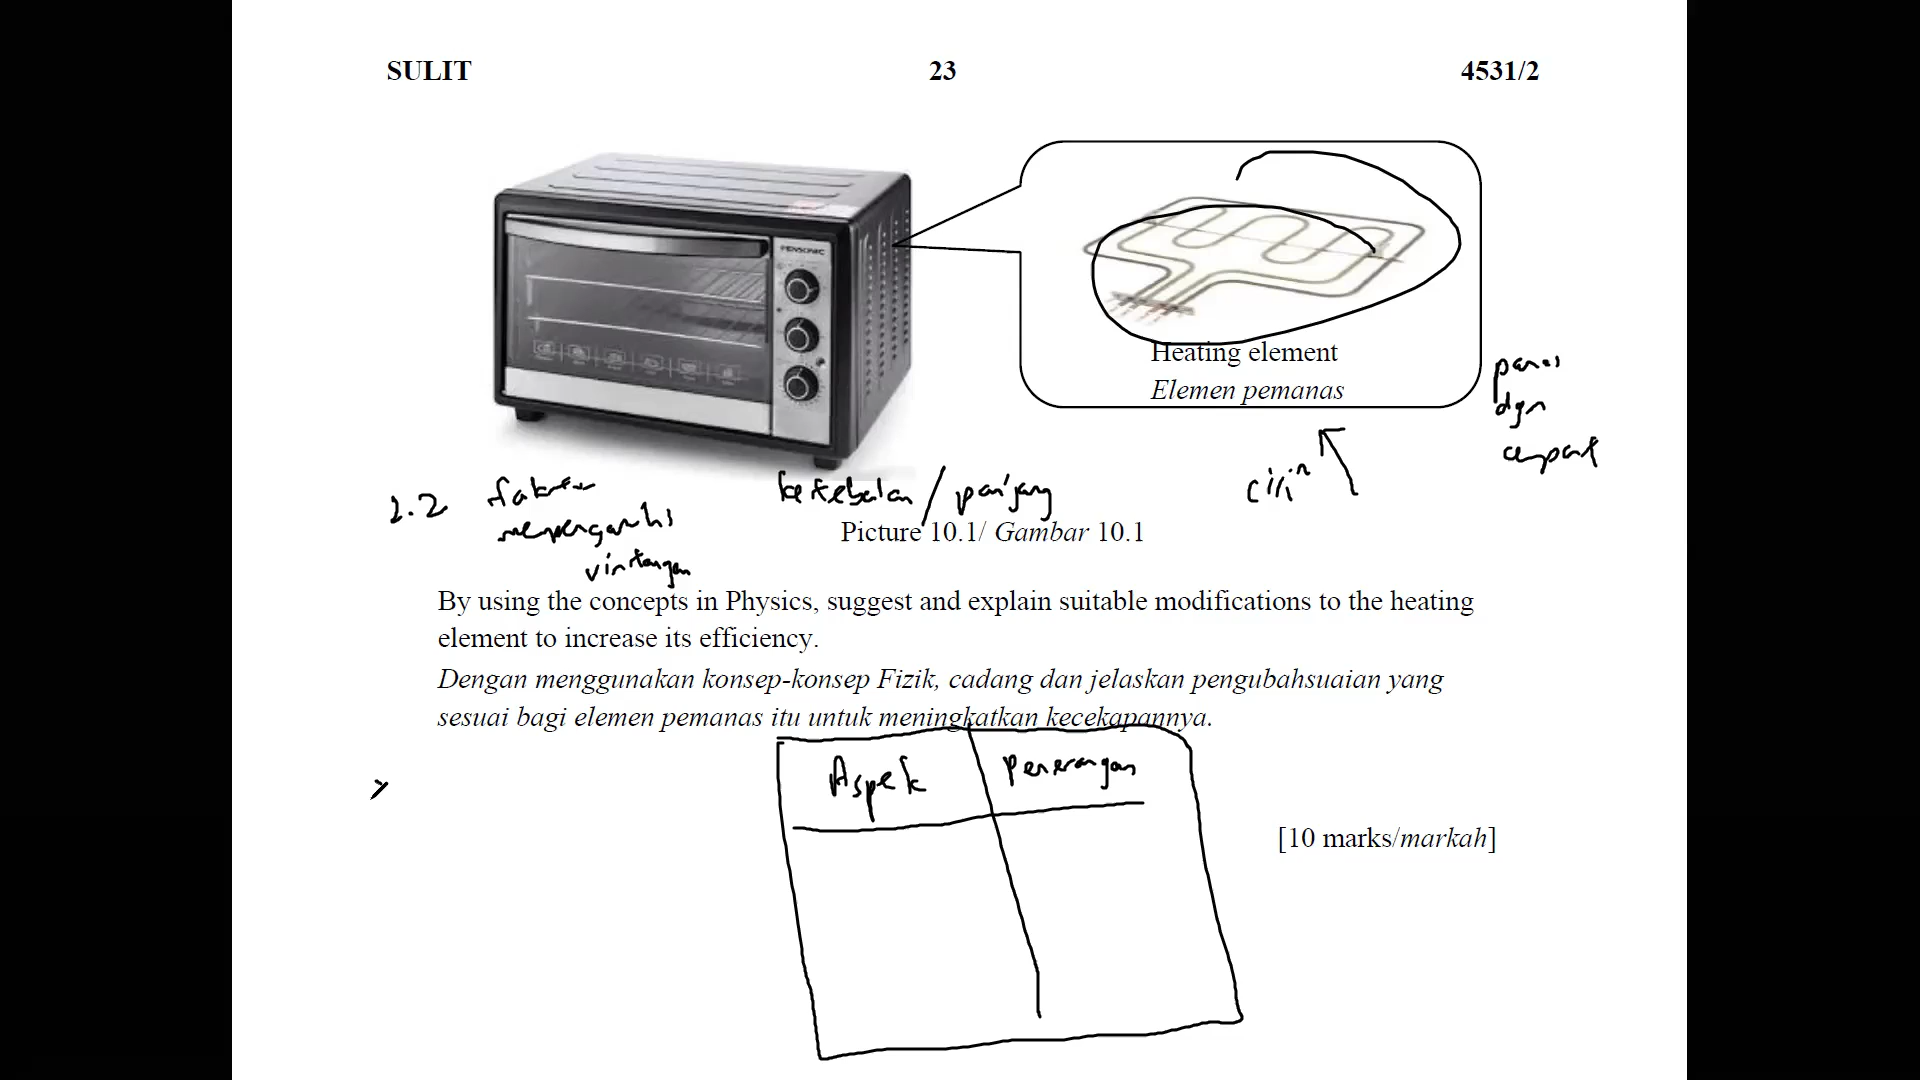 SULIT 23 4531/2
PENSONIC
Heating element
Elemen pemanas
panas
dgn
cepat
2.2 faktor
mempengaruhi
rintangan
ketebalan / panjang
ciri"
Picture 10.1/ Gambar 10.1
By using the concepts in Physics, suggest and explain suitable modifications to the heating
element to increase its efficiency.
Dengan menggunakan konsep-konsep Fizik, cadang dan jelaskan pengubahsuaian yang
sesuai bagi elemen pemanas itu untuk meningkatkan kecekapannya.
Aspek Penerangan
[10 marks/markah]